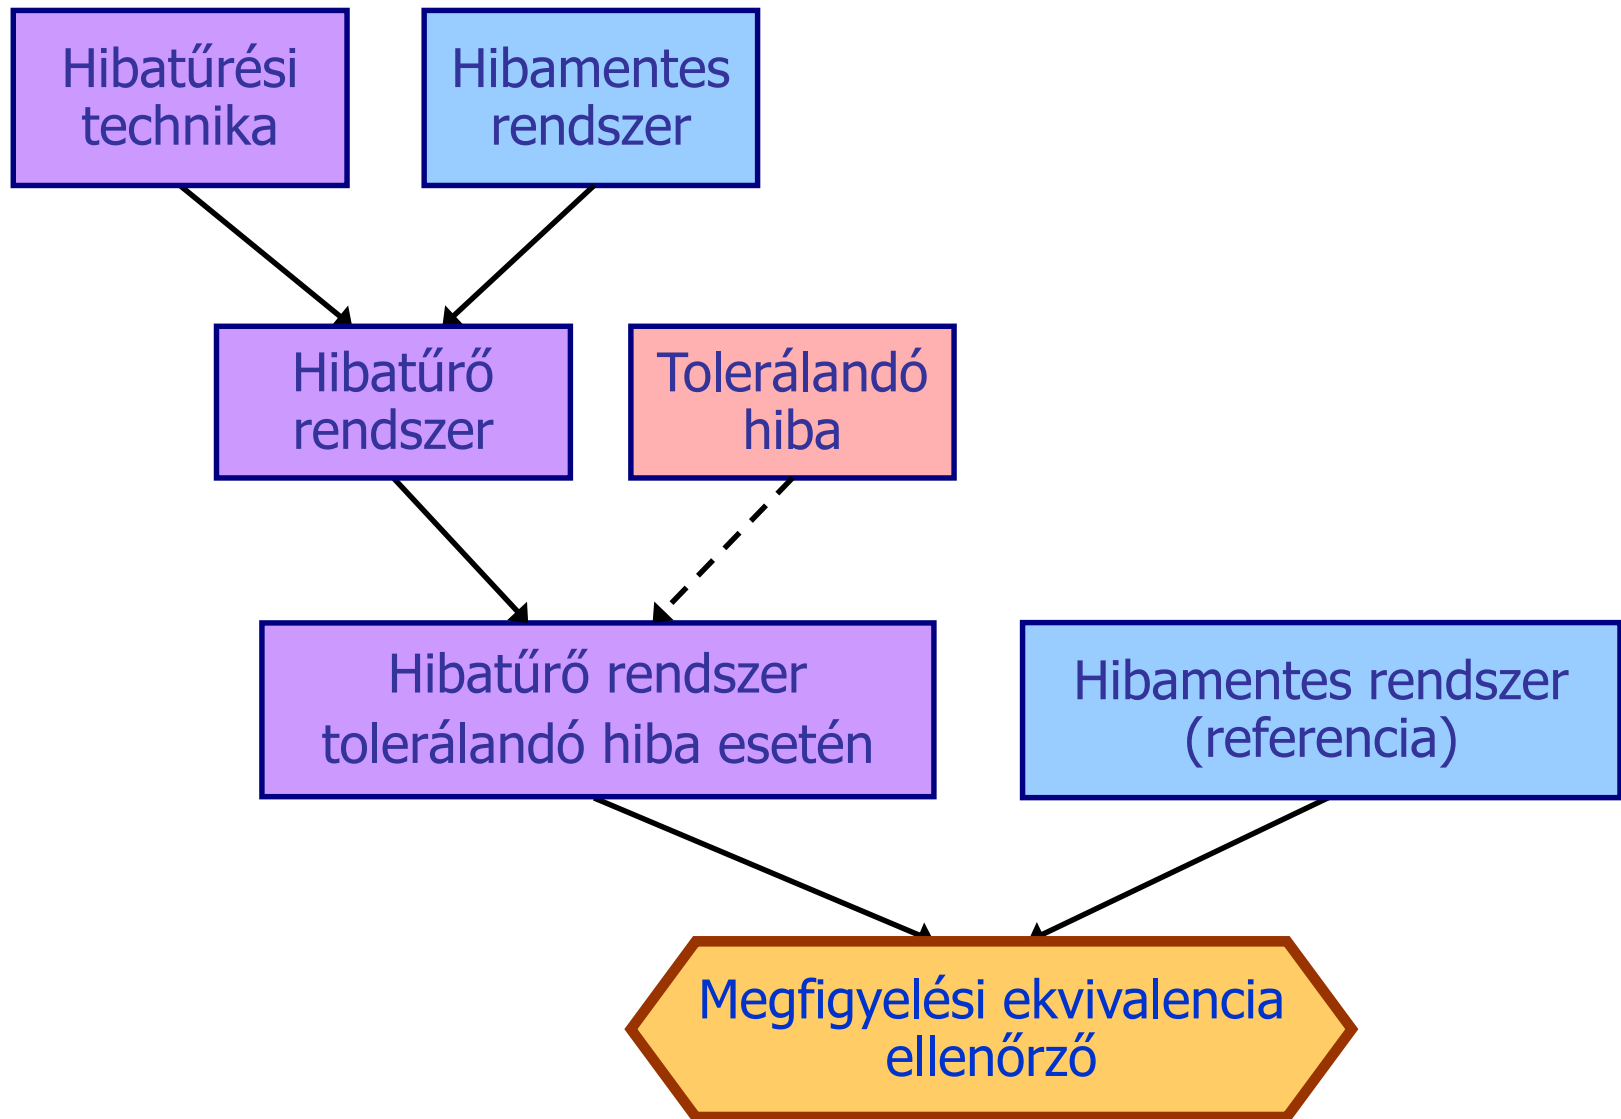 Hibatűrési
technika
Hibamentes
rendszer
Hibatűrő
rendszer
Tolerálandó
hiba
Hibatűrő rendszer
tolerálandó hiba esetén
Hibamentes rendszer
(referencia)
Megfigyelési ekvivalencia
ellenőrző